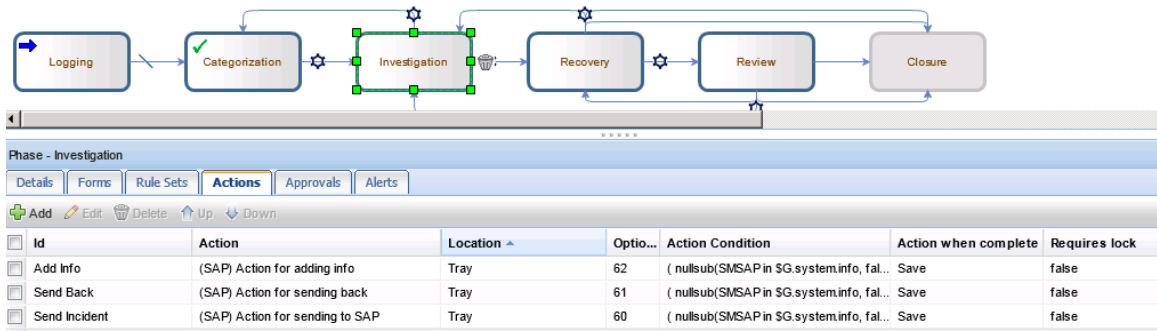 Logging Categorization Investigation Recovery Review Closure
Phase - Investigation
Details Forms Rule Sets Actions Approvals Alerts
Add Edit Delete Up Down
Id Action Location Optio... Action Condition Action when complete Requires lock
Add Info (SAP) Action for adding info Tray 62 ( nullsub(SMSAP in $G.system.info, fal... Save false
Send Back (SAP) Action for sending back Tray 61 ( nullsub(SMSAP in $G.system.info, fal... Save false
Send Incident (SAP) Action for sending to SAP Tray 60 ( nullsub(SMSAP in $G.system.info, fal... Save false